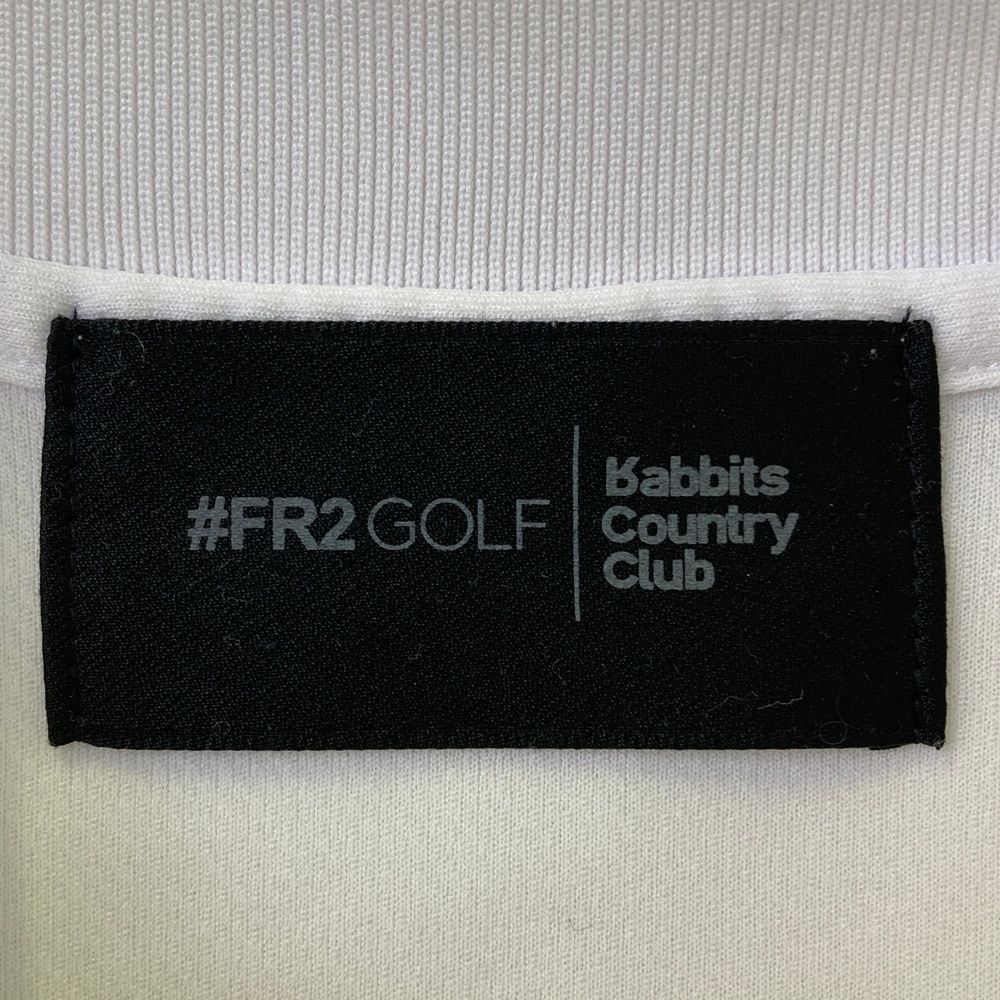 #FR2 GOLF
Rabbits
Country
Club